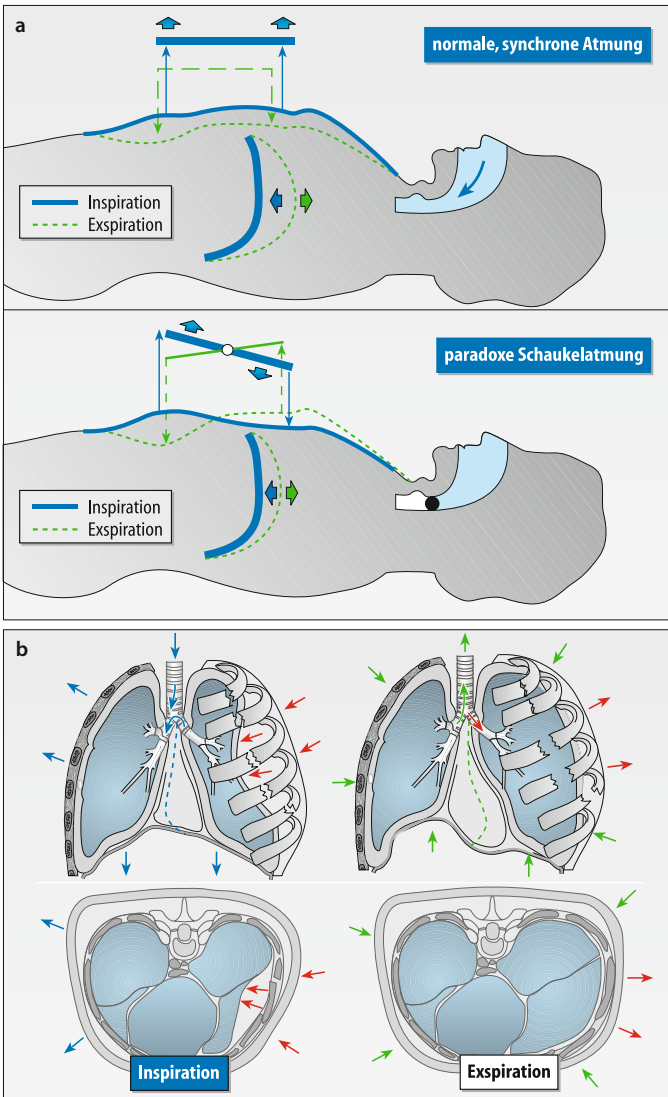 a
normale, synchrone Atmung
Inspiration
Exspiration
paradoxe Schaukelatmung
Inspiration
Exspiration
b
Inspiration
Exspiration